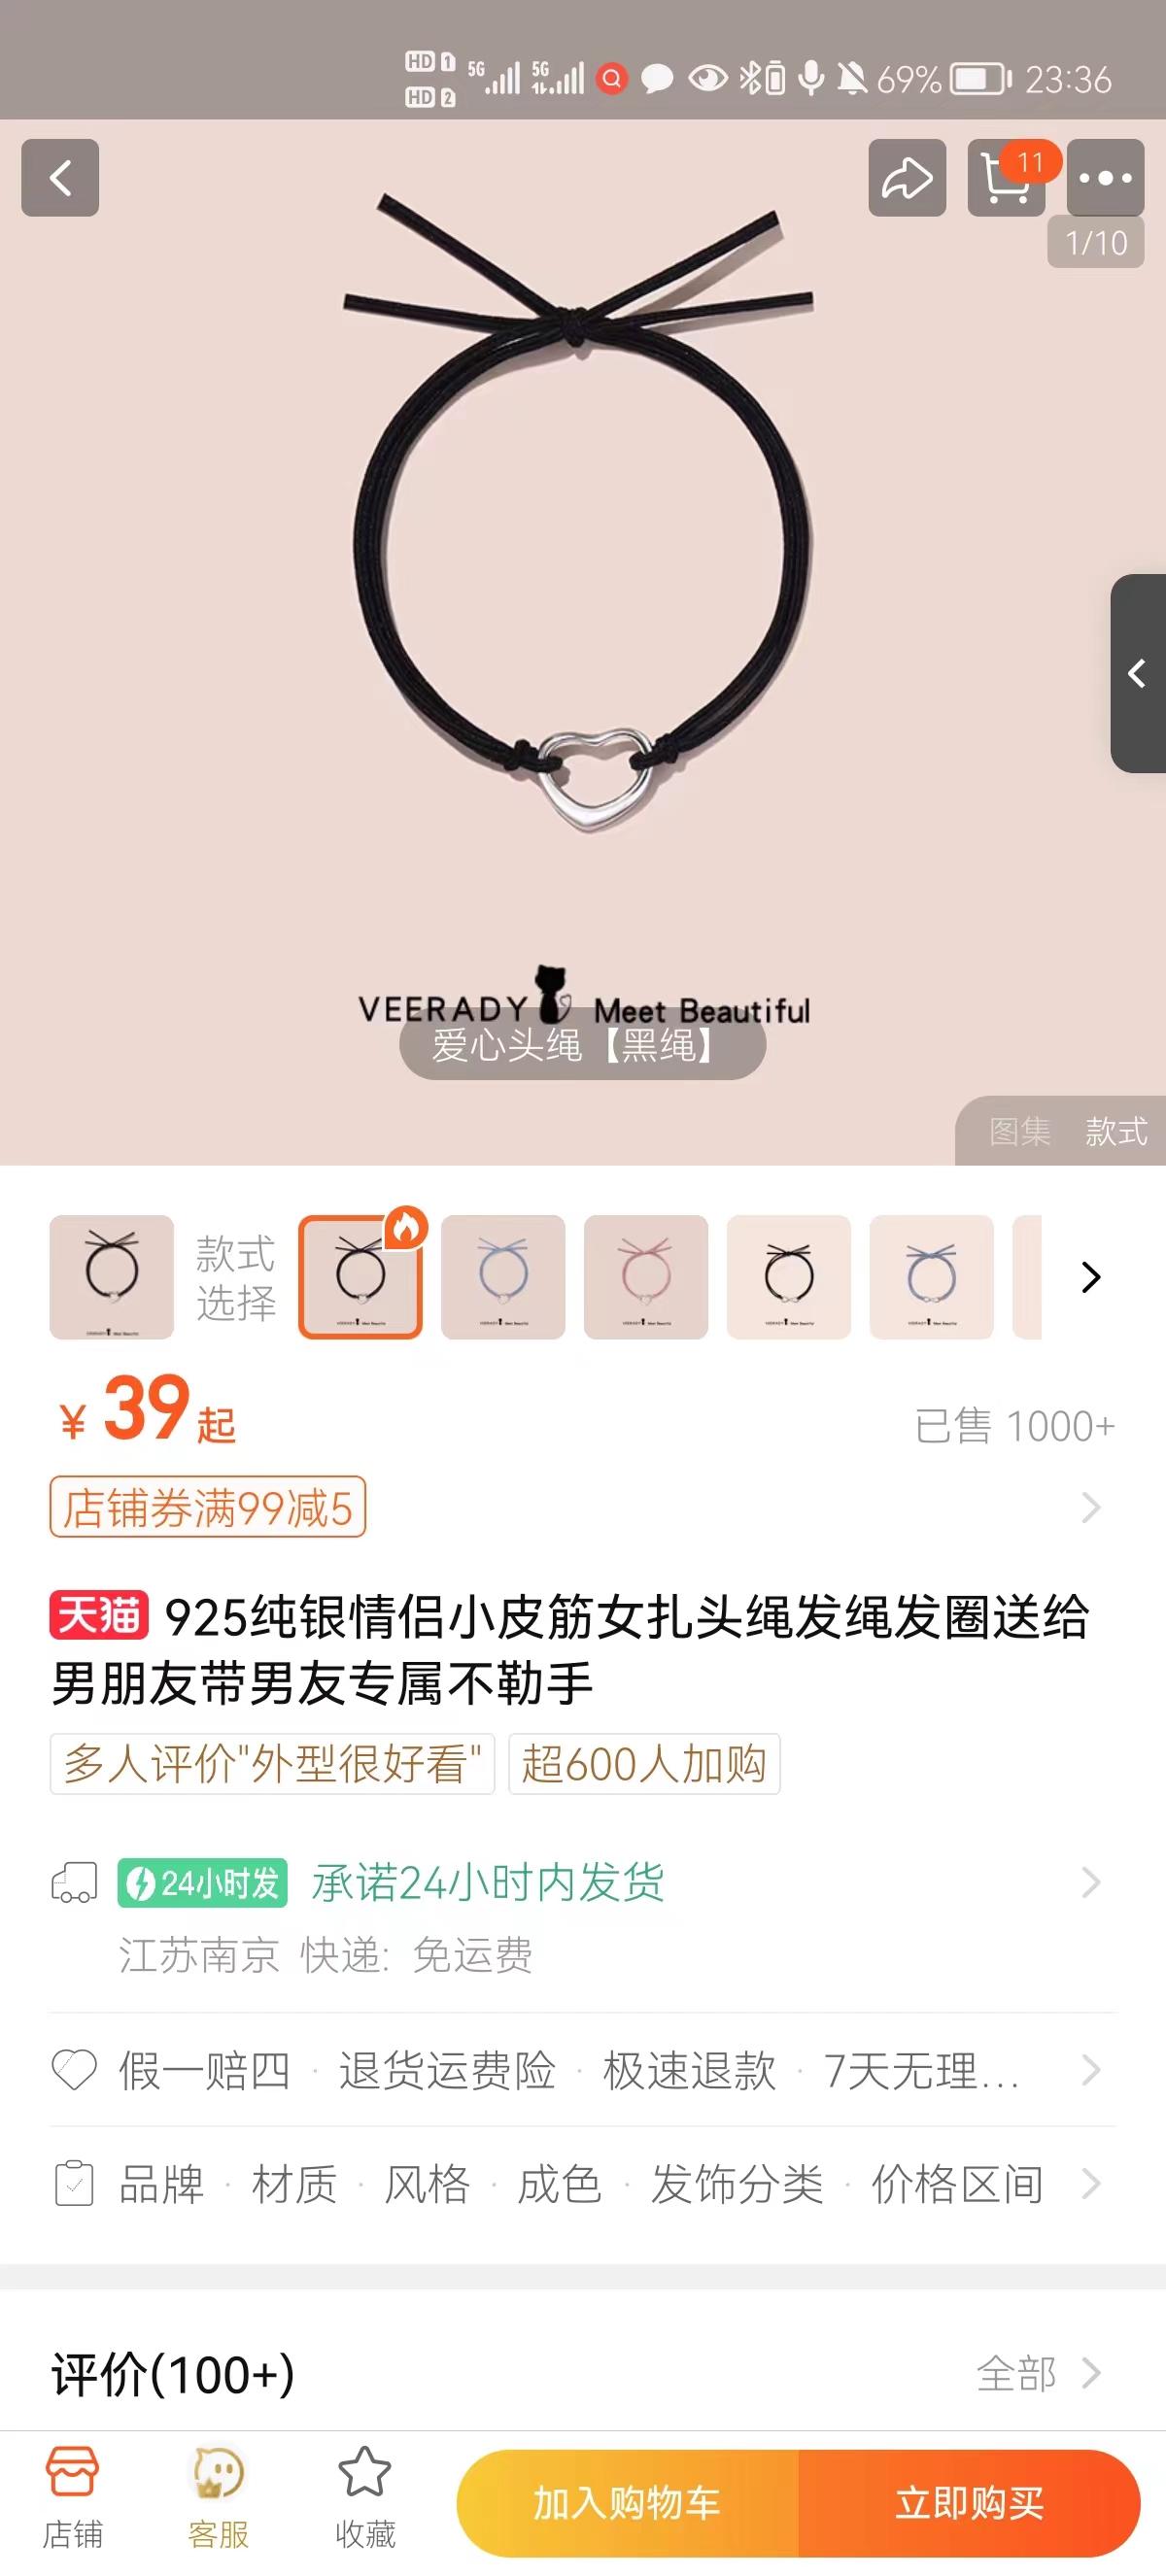 HD 1 5G 5G 69% 23:36
HD 2
11
1/10
VEERADY Meet Beautiful
爱心头绳【黑绳】
图集 款式
款式
选择
¥39起
已售 1000+
店铺券满99减5
天猫 925纯银情侣小皮筋女扎头绳发绳发圈送给
男朋友带男友专属不勒手
多人评价"外型很好看" 超600人加购
24小时发 承诺24小时内发货
江苏南京 快递: 免运费
假一赔四 · 退货运费险 · 极速退款 · 7天无理...
品牌 · 材质 · 风格 · 成色 · 发饰分类 · 价格区间
评价(100+) 全部
店铺 客服 收藏 加入购物车 立即购买